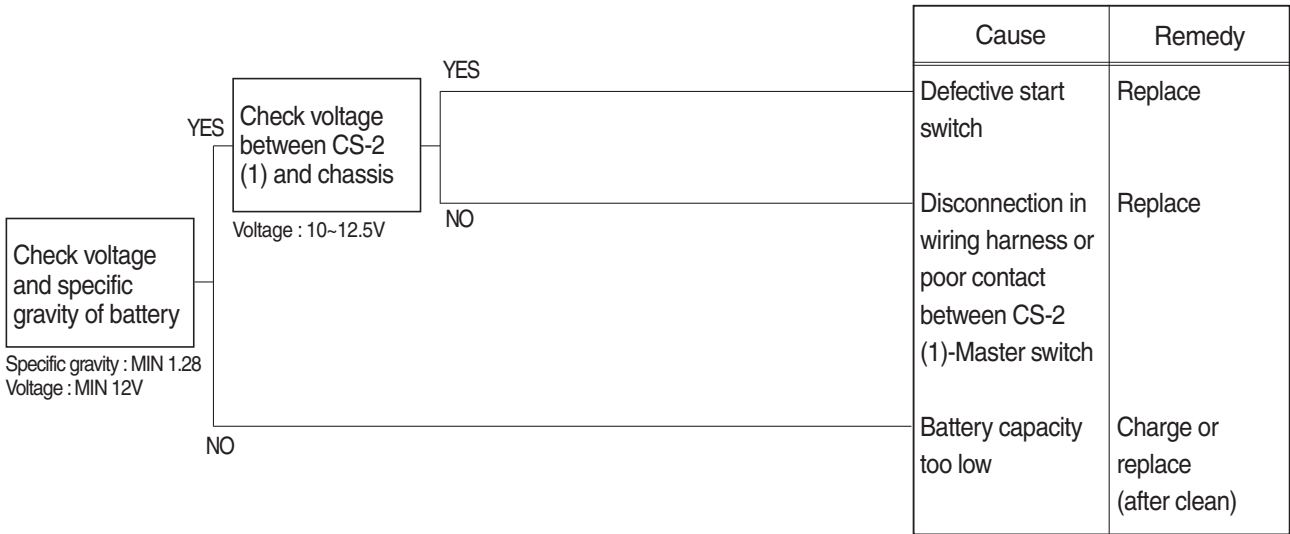 Check voltage
and specific
gravity of battery
Specific gravity : MIN 1.28
Voltage : MIN 12V
YES
NO
Check voltage
between CS-2
(1) and chassis
Voltage : 10~12.5V
YES
NO
Cause
Remedy
Defective start
switch
Replace
Disconnection in
wiring harness or
poor contact
between CS-2
(1)-Master switch
Replace
Battery capacity
too low
Charge or
replace
(after clean)